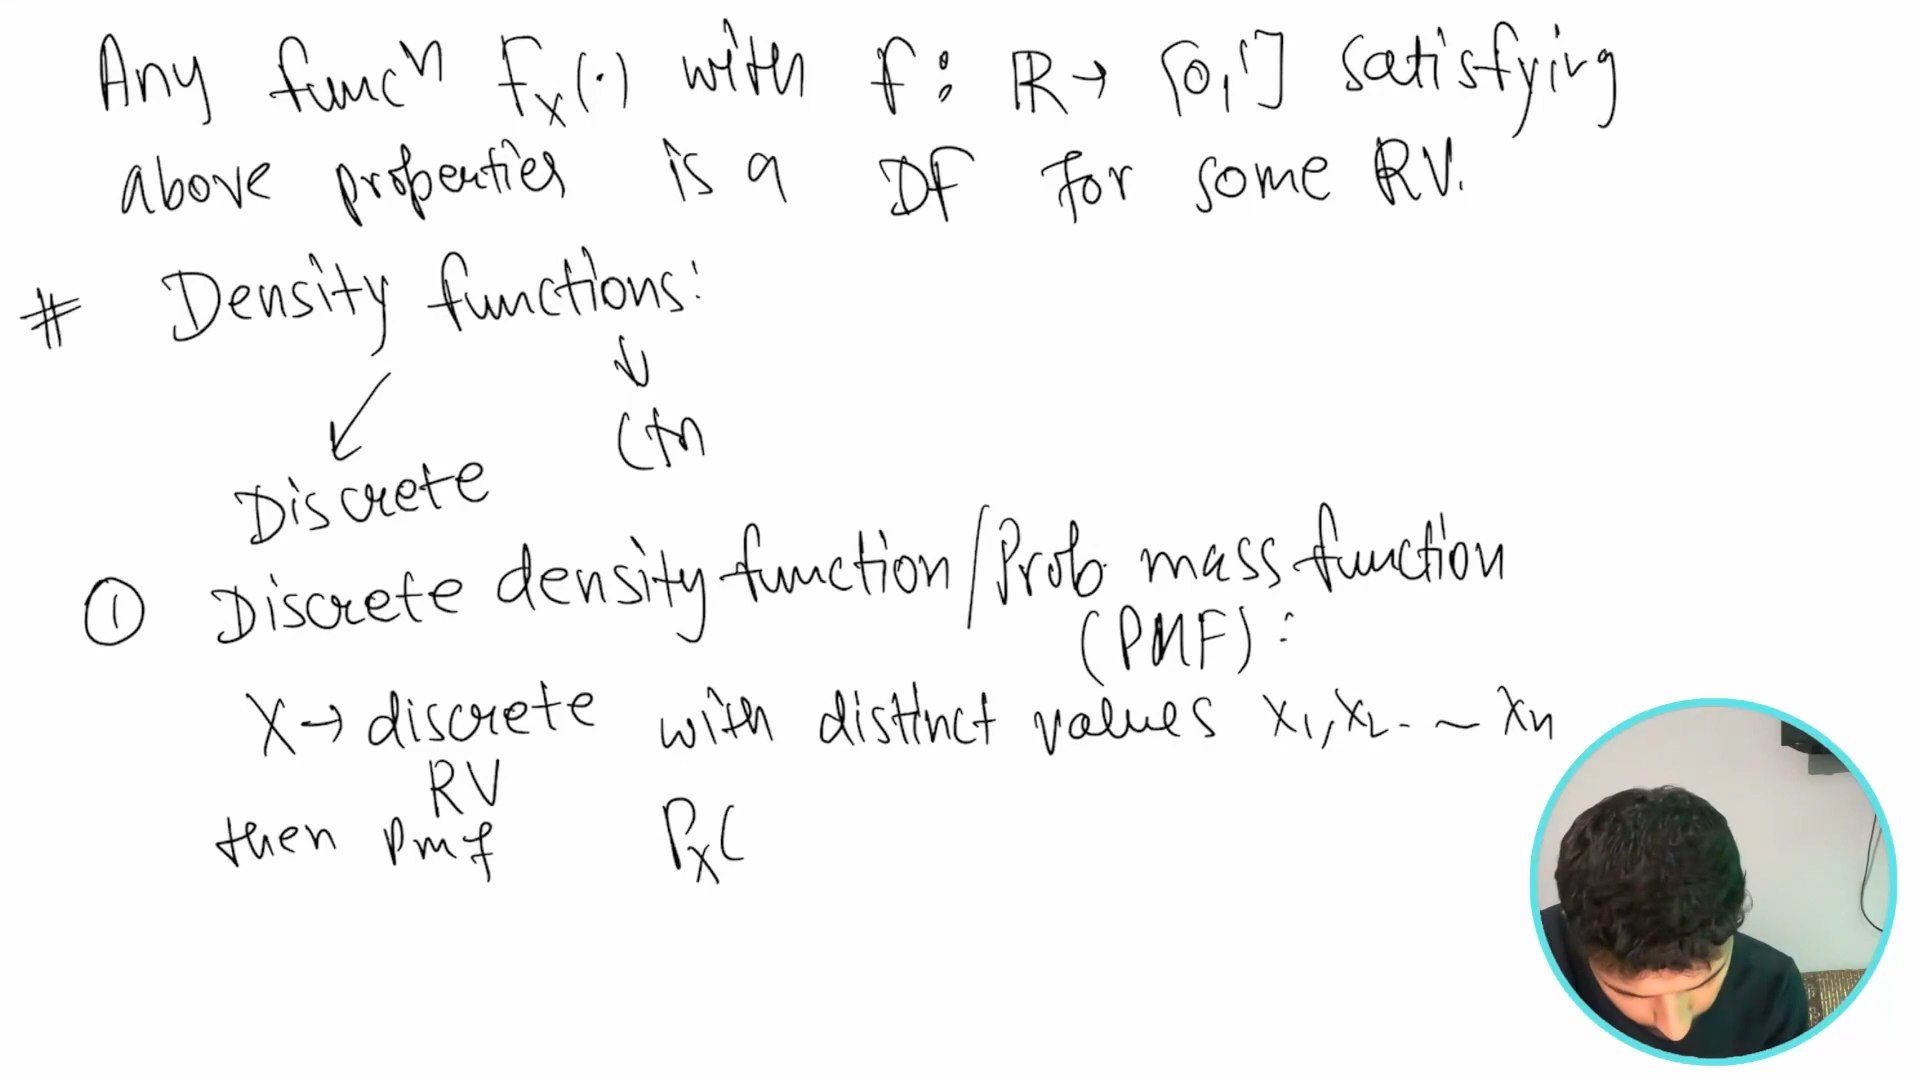 Any funcⁿ Fx(·) with f: ℝ→ [0,1] satisfying
above properties is a DF for some RV.
# Density functions:
Ctn
Discrete
① Discrete density function/Prob. mass function
(PMF):
X→ discrete with distinct values x1,x2. ~ xn
RV
then pmf Px(